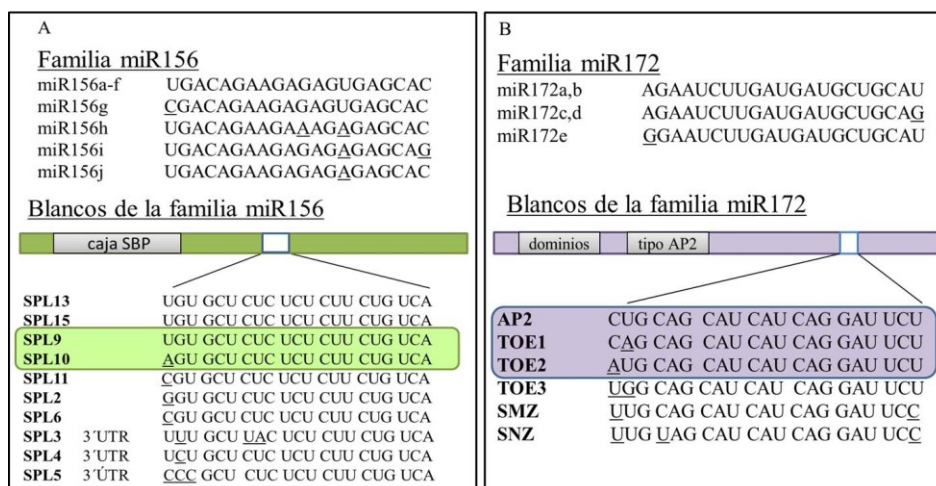 A
Familia miR156
miR156a-f UGACAGAAGAGAGUGAGCAC
miR156g CGACAGAAGAGAGUGAGCAC
miR156h UGACAGAAGAAAGAGAGCAC
miR156i UGACAGAAGAGAGAGAGCAG
miR156j UGACAGAAGAGAGAGAGCAC
Blancos de la familia miR156
caja SBP
SPL13 UGU GCU CUC UCU CUU CUG UCA
SPL15 UGU GCU CUC UCU CUU CUG UCA
SPL9 UGU GCU CUC UCU CUU CUG UCA
SPL10 AGU GCU CUC UCU CUU CUG UCA
SPL11 CGU GCU CUC UCU CUU CUG UCA
SPL2 GGU GCU CUC UCU CUU CUG UCA
SPL6 CGU GCU CUC UCU CUU CUG UCA
SPL3 3´UTR UUU GCU UAC UCU CUU CUG UCA
SPL4 3´UTR UCU GCU CUC UCU CUU CUG UCA
SPL5 3´ÚTR CCC GCU CUC UCU CUU CUG UCA
B
Familia miR172
miR172a,b AGAAUCUUGAUGAUGCUGCAU
miR172c,d AGAAUCUUGAUGAUGCUGCAG
miR172e GGAAUCUUGAUGAUGCUGCAU
Blancos de la familia miR172
dominios tipo AP2
AP2 CUG CAG CAU CAU CAG GAU UCU
TOE1 CAG CAG CAU CAU CAG GAU UCU
TOE2 AUG CAG CAU CAU CAG GAU UCU
TOE3 UGG CAG CAU CAU CAG GAU UCU
SMZ UUG CAG CAU CAU CAG GAU UCC
SNZ UUG UAG CAU CAU CAG GAU UCC